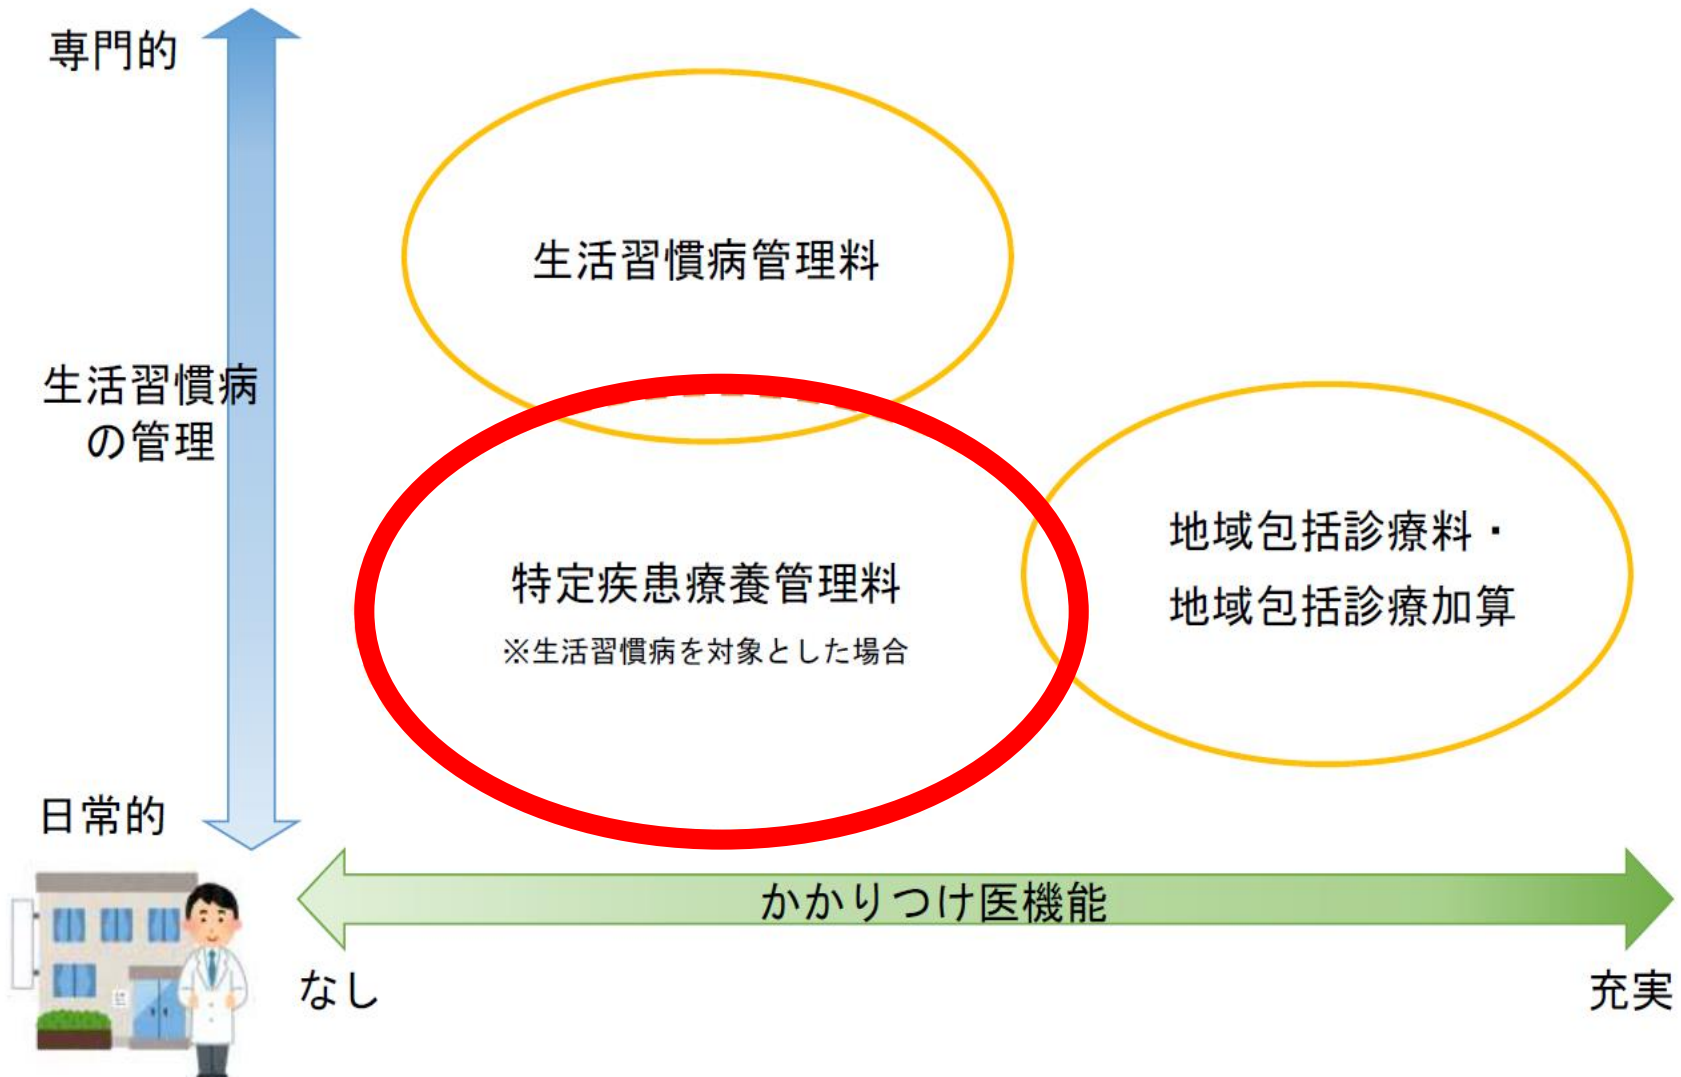 専門的
生活習慣病管理料
生活習慣病
の管理
地域包括診療料・
地域包括診療加算
特定疾患療養管理料
※生活習慣病を対象とした場合
日常的
かかりつけ医機能
なし
充実